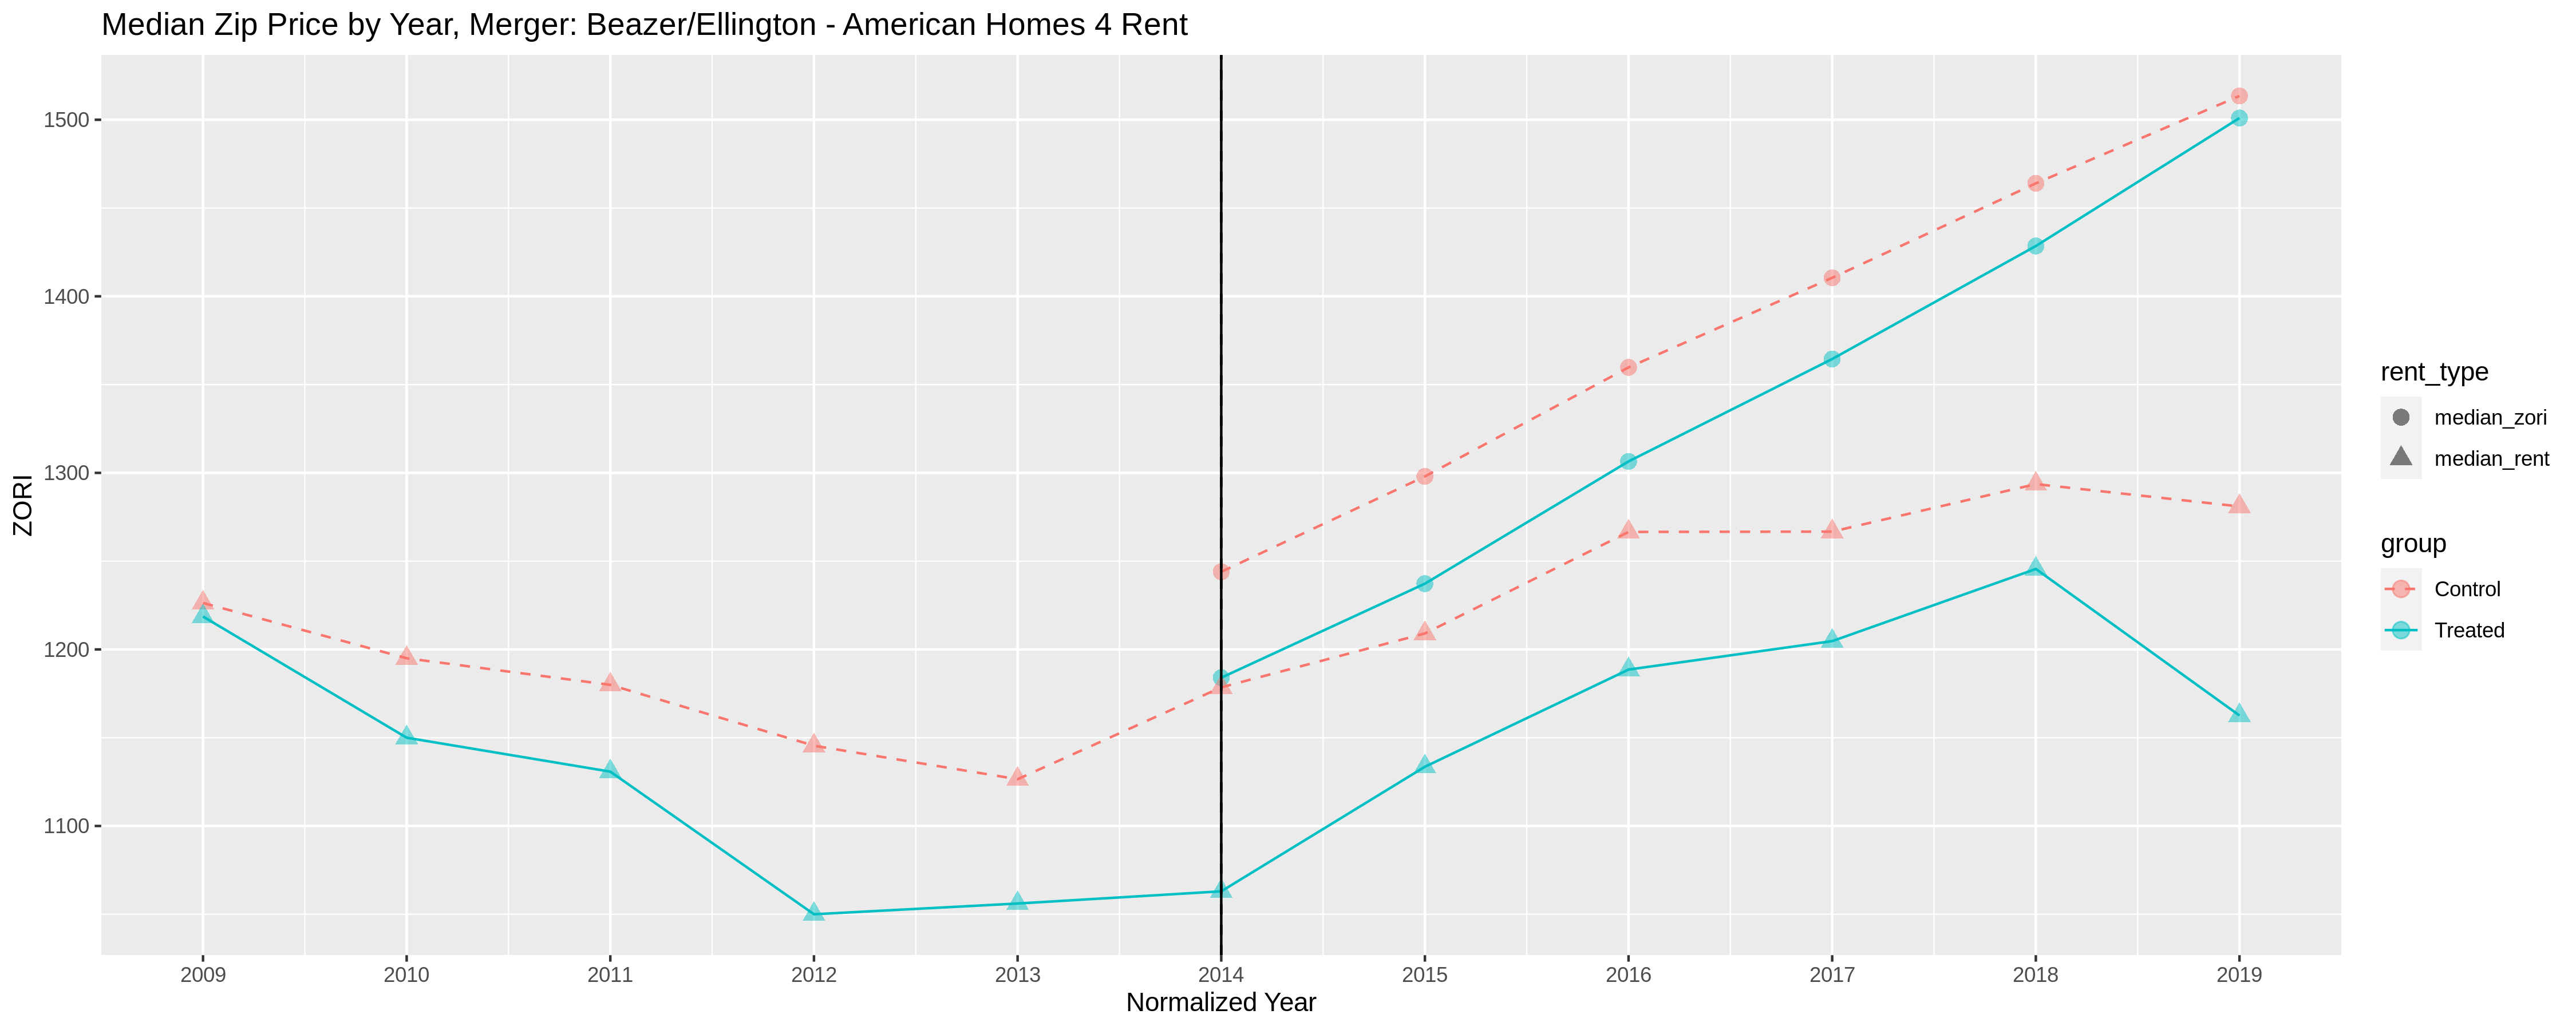 Median Zip Price by Year, Merger: Beazer/Ellington - American Homes 4 Rent
ZORI
1500
1400
1300
1200
1100
2009 2010 2011 2012 2013 2014 2015 2016 2017 2018 2019
Normalized Year
rent_type
median_zori
median_rent
group
Control
Treated